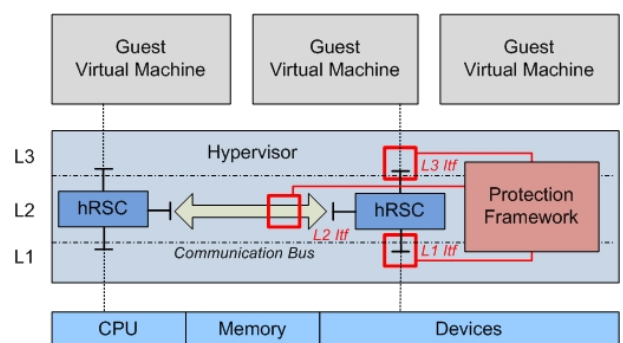 Guest
Virtual Machine
Guest
Virtual Machine
Guest
Virtual Machine
L3
Hypervisor
L3 Itf
Protection
Framework
L2
hRSC
hRSC
L2 Itf
L1
Communication Bus
L1 Itf
CPU
Memory
Devices